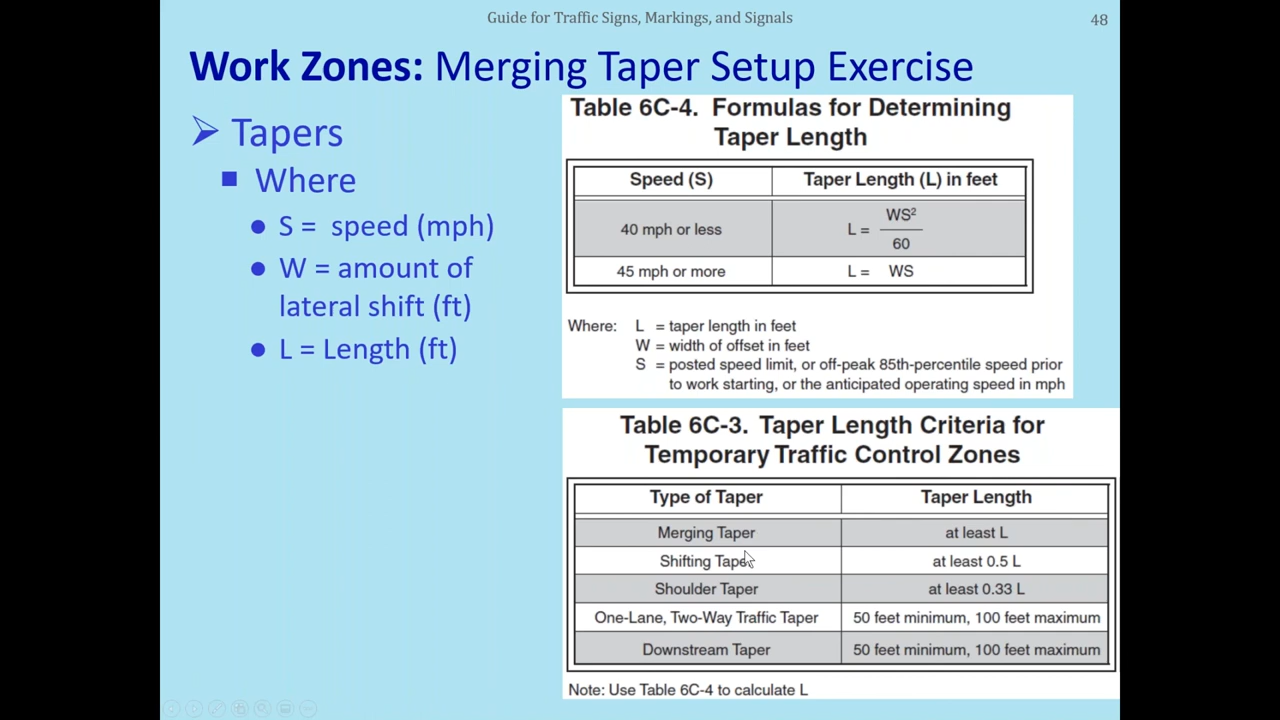 Guide for Traffic Signs, Markings, and Signals
48
Work Zones: Merging Taper Setup Exercise
Tapers
Where
S = speed (mph)
W = amount of
lateral shift (ft)
L = Length (ft)
Table 6C-4. Formulas for Determining
Taper Length
Speed (S) Taper Length (L) in feet
40 mph or less L = WS²
60
45 mph or more L = WS
Where: L = taper length in feet
W = width of offset in feet
S = posted speed limit, or off-peak 85th-percentile speed prior
to work starting, or the anticipated operating speed in mph
Table 6C-3. Taper Length Criteria for
Temporary Traffic Control Zones
Type of Taper Taper Length
Merging Taper at least L
Shifting Taper at least 0.5 L
Shoulder Taper at least 0.33 L
One-Lane, Two-Way Traffic Taper 50 feet minimum, 100 feet maximum
Downstream Taper 50 feet minimum, 100 feet maximum
Note: Use Table 6C-4 to calculate L